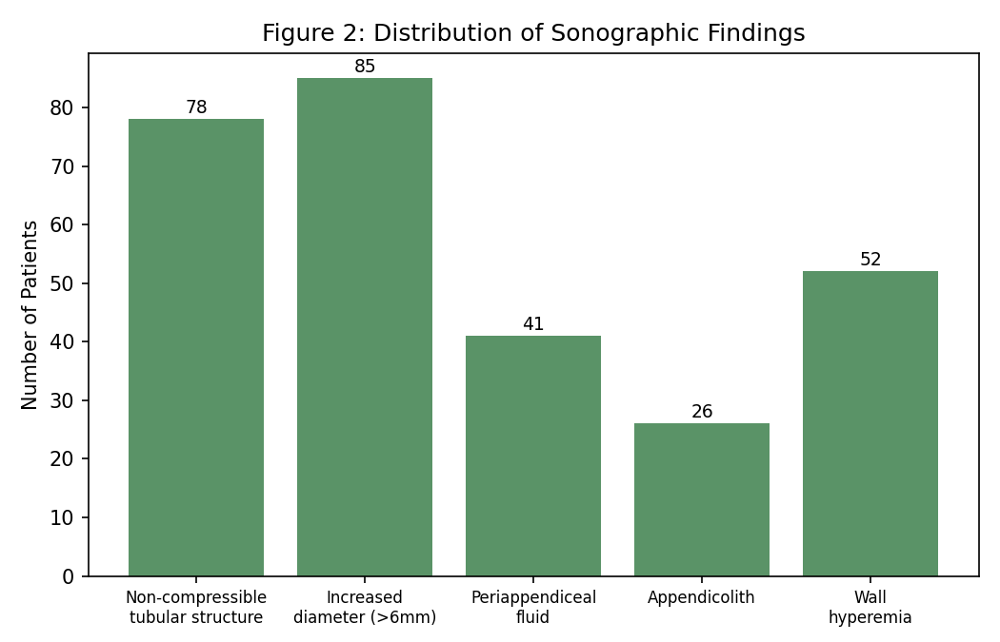 Figure 2: Distribution of Sonographic Findings
Number of Patients
80
70
60
50
40
30
20
10
0
78
85
41
26
52
Non-compressible
tubular structure
Increased
diameter (>6mm)
Periappendiceal
fluid
Appendicolith
Wall
hyperemia